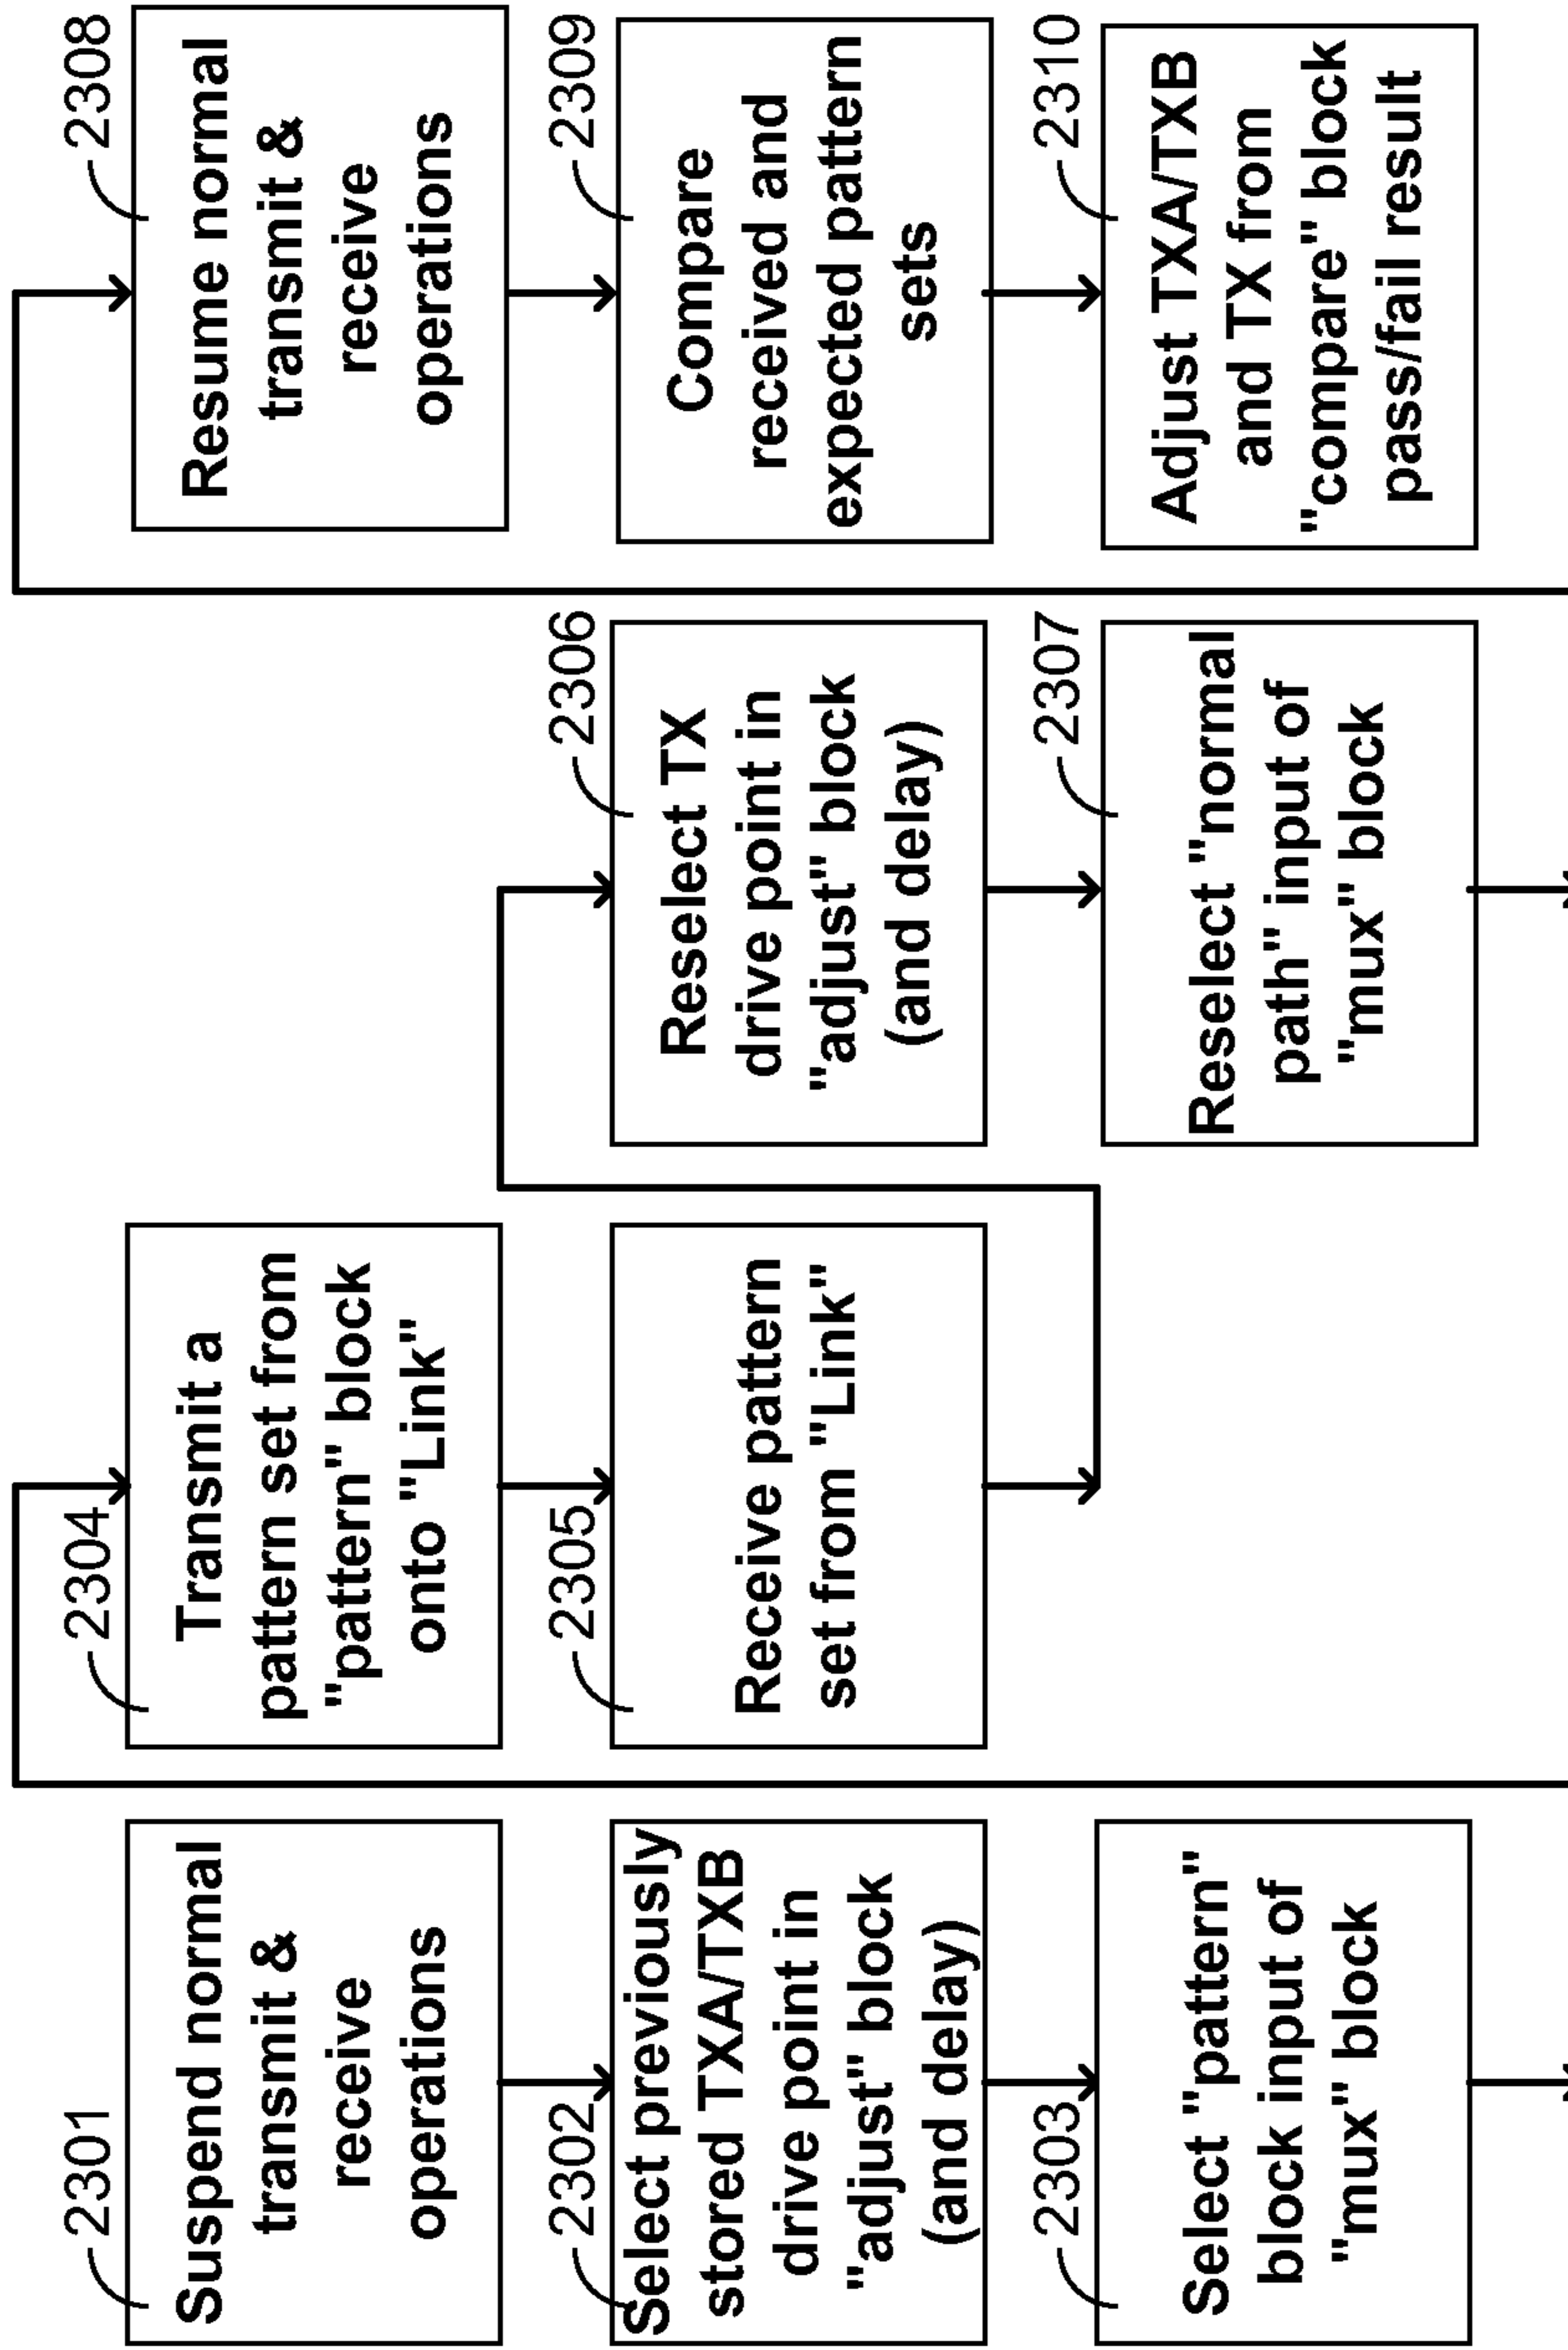 2301
Suspend normal
transmit &
receive
operations
2302
Select previously
stored TXA/TXB
drive point in
"adjust" block
(and delay)
2303
Select "pattern"
block input of
"mux" block
2304
Transmit a
pattern set from
"pattern" block
onto "Link"
2305
Receive pattern
set from "Link"
2306
Reselect TX
drive point in
"adjust" block
(and delay)
2307
Reselect "normal
path" input of
"mux" block
2308
Resume normal
transmit &
receive
operations
2309
Compare
received and
expected pattern
sets
2310
Adjust TXA/TXB
and TX from
"compare" block
pass/fail result